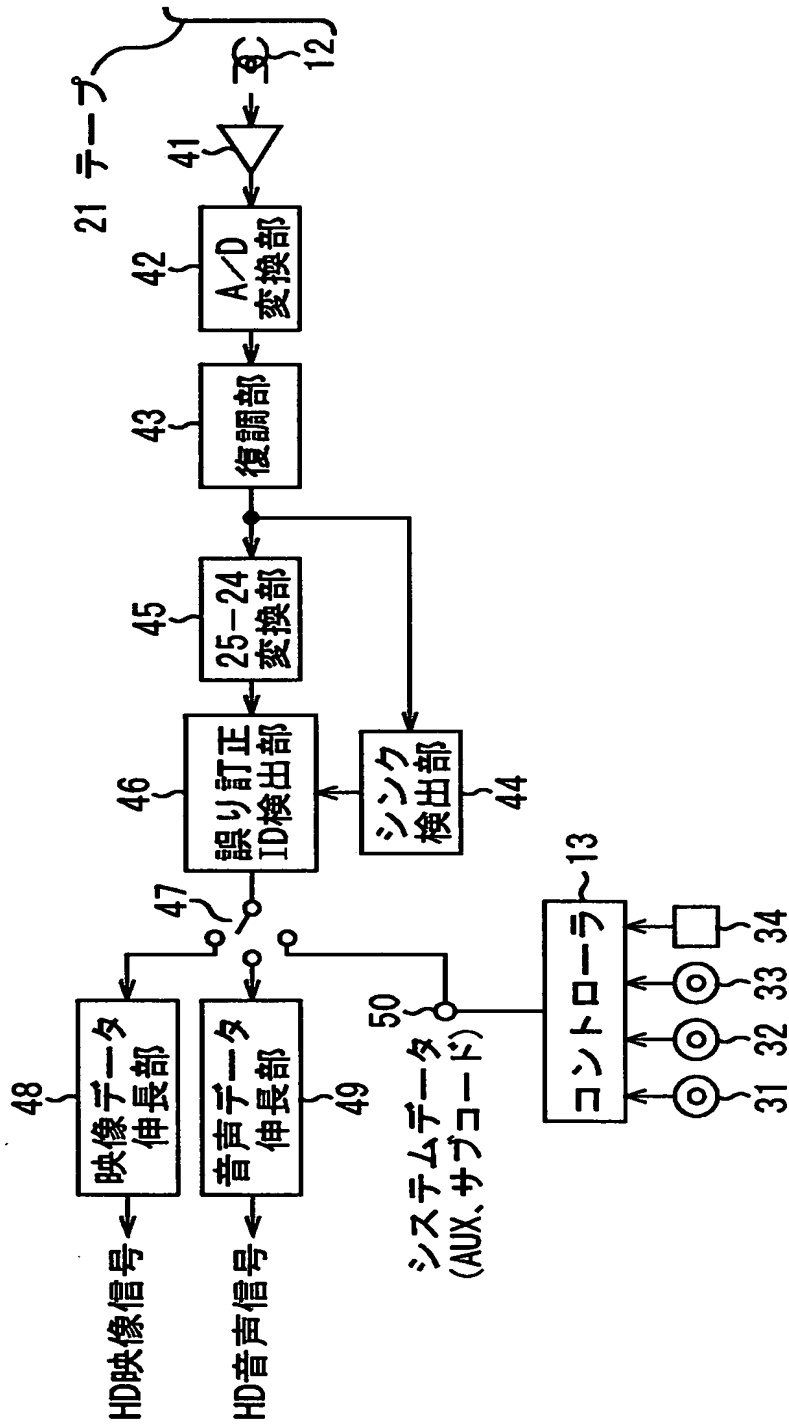 21 テープ
12
41
42
A/D
変換部
43
復調部
45
25-24
変換部
46
誤り訂正
ID検出部
シンク
検出部
44
47
48
映像データ
伸長部
HD映像信号
音声データ
伸長部
49
HD音声信号
50
システムデータ
(AUX、サブコード)
コントローラ
13
31
32
33
34